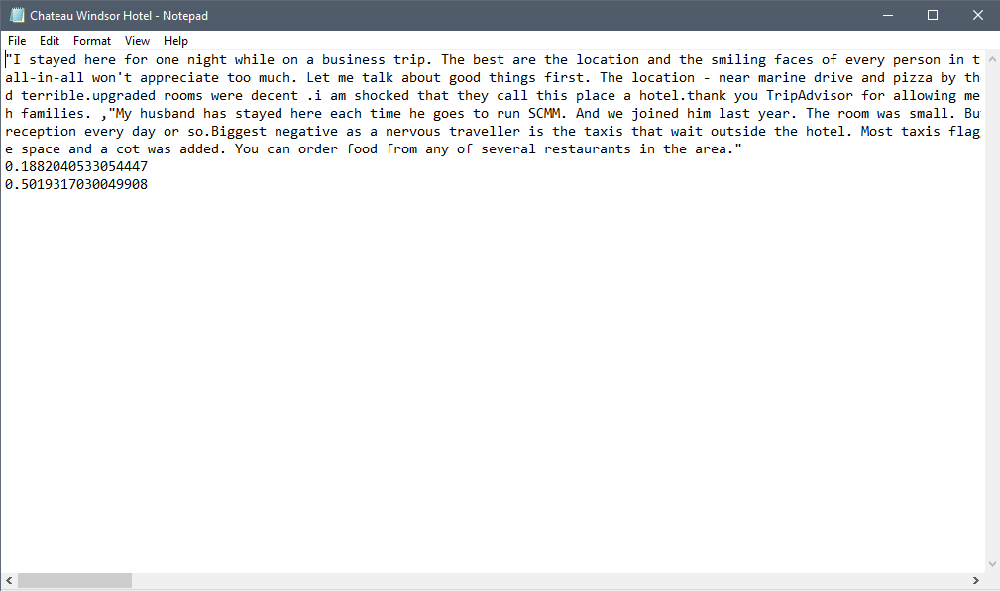 Chateau Windsor Hotel - Notepad
File Edit Format View Help
"I stayed here for one night while on a business trip. The best are the location and the smiling faces of every person in t
all-in-all won't appreciate too much. Let me talk about good things first. The location - near marine drive and pizza by th
d terrible.upgraded rooms were decent .i am shocked that they call this place a hotel.thank you TripAdvisor for allowing me
h families. ,"My husband has stayed here each time he goes to run SCMM. And we joined him last year. The room was small. Bu
reception every day or so.Biggest negative as a nervous traveller is the taxis that wait outside the hotel. Most taxis flag
e space and a cot was added. You can order food from any of several restaurants in the area."
0.1882040533054447
0.5019317030049908